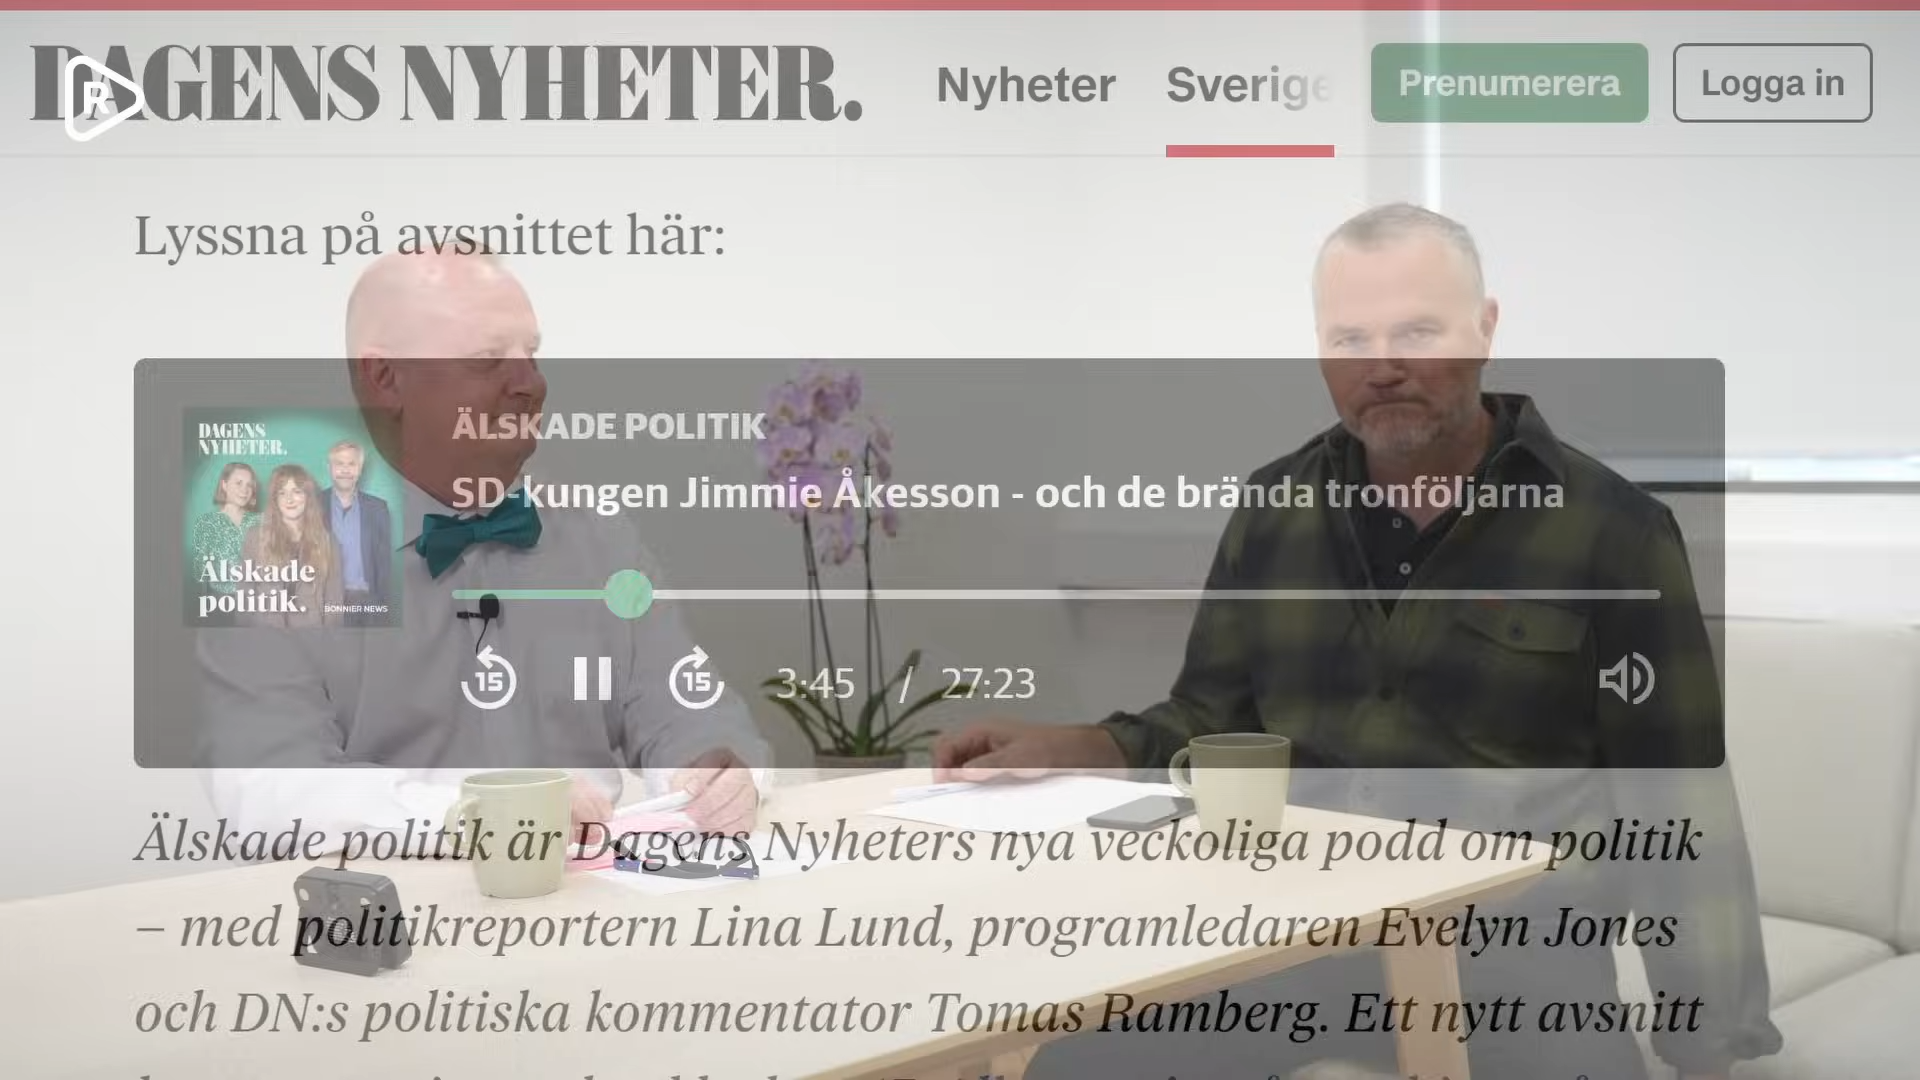 DAGENS NYHETER.
R
Nyheter
Sverige
Prenumerera
Logga in
Lyssna på avsnittet här:
DAGENS
NYHETER.
Älskade
politik.
BONNIER NEWS
ÄLSKADE POLITIK
SD-kungen Jimmie Åkesson - och de brända tronföljarna
15
15
3:45 / 27:23
Älskade politik är Dagens Nyheters nya veckoliga podd om politik
– med politikreportern Lina Lund, programledaren Evelyn Jones
och DN:s politiska kommentator Tomas Ramberg. Ett nytt avsnitt